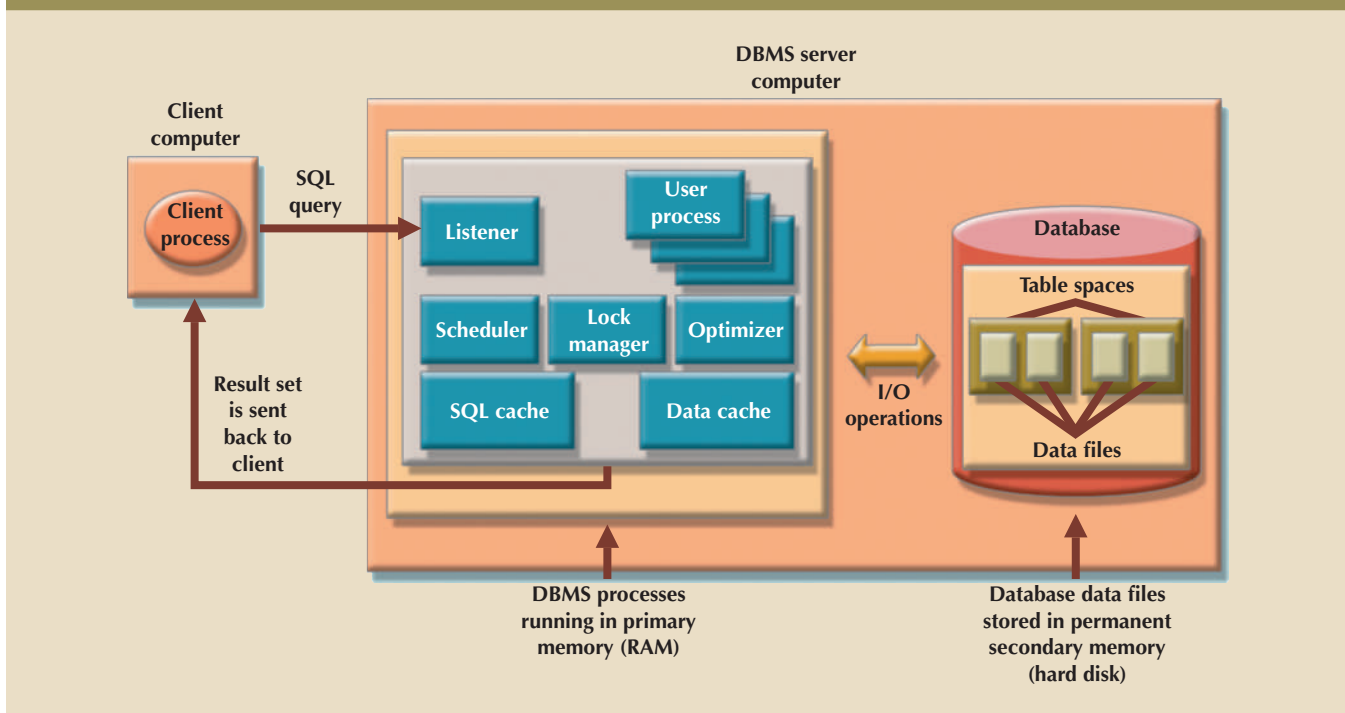 DBMS server
computer
Client
computer
SQL
query
Client
process
Listener
User
process
Scheduler
Lock
manager
Optimizer
SQL cache
Data cache
Result set
is sent
back to
client
I/O
operations
Database
Table spaces
Data files
DBMS processes
running in primary
memory (RAM)
Database data files
stored in permanent
secondary memory
(hard disk)